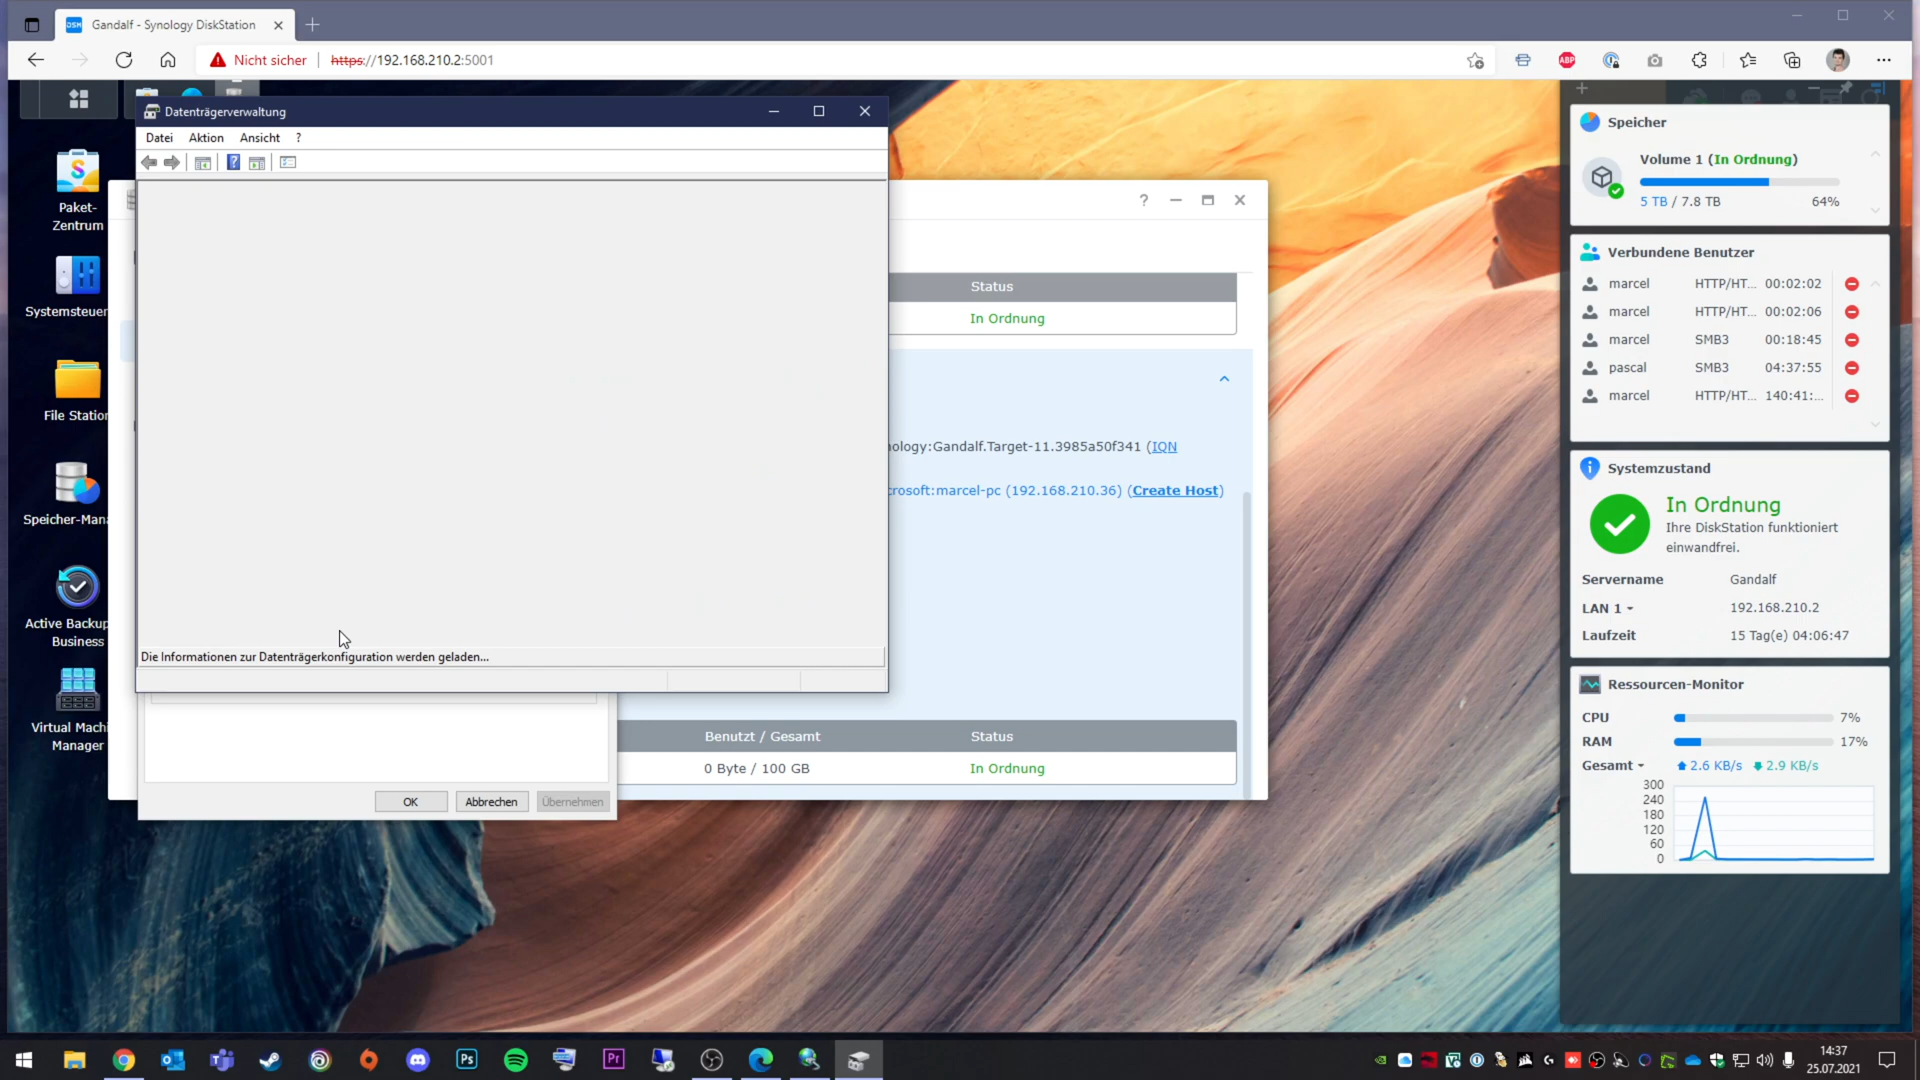 Gandalf - Synology DiskStation
Nicht sicher
https://192.168.210.2:5001
Datenträgerverwaltung
Datei Aktion Ansicht ?
Die Informationen zur Datenträgerkonfiguration werden geladen...
Paket-
Zentrum
Systemsteuer
File Station
Speicher-Mana
Active Backup
Business
Virtual Machi
Manager
Status
In Ordnung
nology:Gandalf.Target-11.3985a50f341 (IQN
crosoft:marcel-pc (192.168.210.36) (Create Host)
Benutzt / Gesamt Status
0 Byte / 100 GB In Ordnung
OK Abbrechen Übernehmen
Speicher
Volume 1 (In Ordnung)
5 TB / 7.8 TB 64%
Verbundene Benutzer
marcel HTTP/HT... 00:02:02
marcel HTTP/HT... 00:02:06
marcel SMB3 00:18:45
pascal SMB3 04:37:55
marcel HTTP/HT... 140:41:...
Systemzustand
In Ordnung
Ihre DiskStation funktioniert
einwandfrei.
Servername Gandalf
LAN 1 192.168.210.2
Laufzeit 15 Tag(e) 04:06:47
Ressourcen-Monitor
CPU 7%
RAM 17%
Gesamt 2.6 KB/s 2.9 KB/s
300
240
180
120
60
0
14:37
25.07.2021